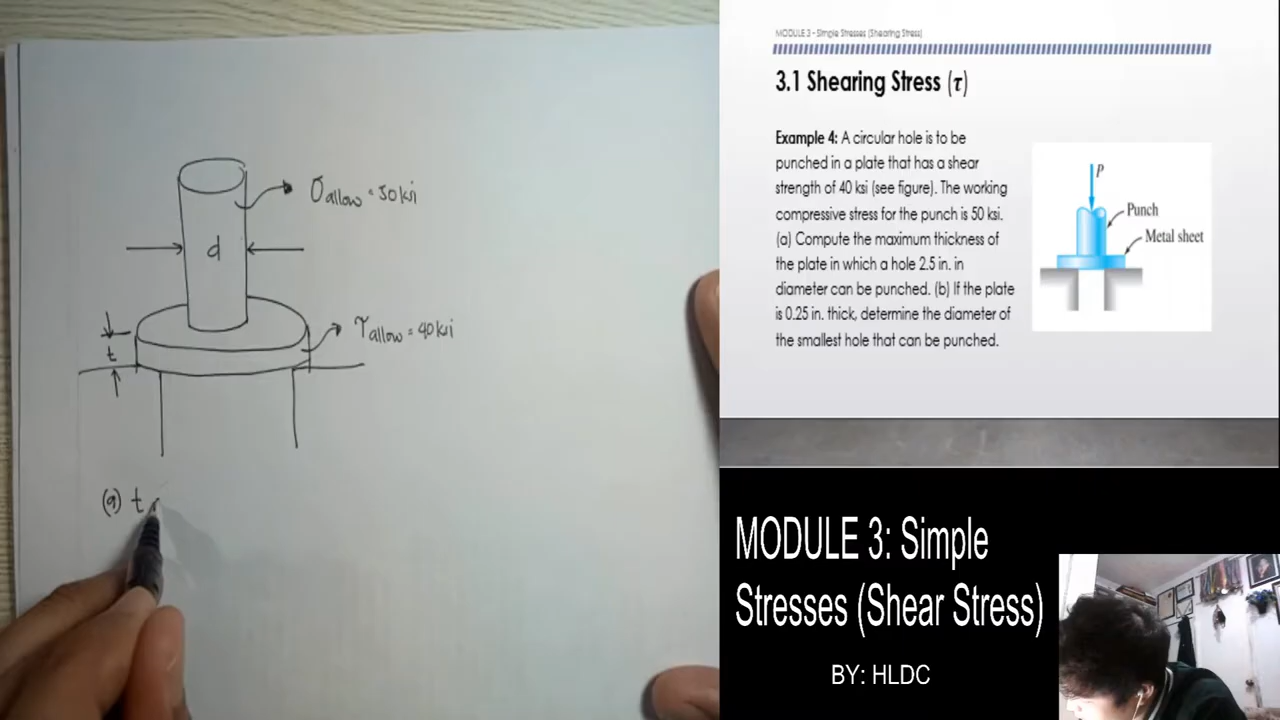 σallow = 50 ksi
d
τallow = 40 ksi
t
(a) t
MODULE 3 - Simple Stresses (Shearing Stress)
3.1 Shearing Stress (τ)
Example 4: A circular hole is to be
punched in a plate that has a shear
strength of 40 ksi (see figure). The working
compressive stress for the punch is 50 ksi.
(a) Compute the maximum thickness of
the plate in which a hole 2.5 in. in
diameter can be punched. (b) If the plate
is 0.25 in. thick, determine the diameter of
the smallest hole that can be punched.
P
Punch
Metal sheet
MODULE 3: Simple
Stresses (Shear Stress)
BY: HLDC